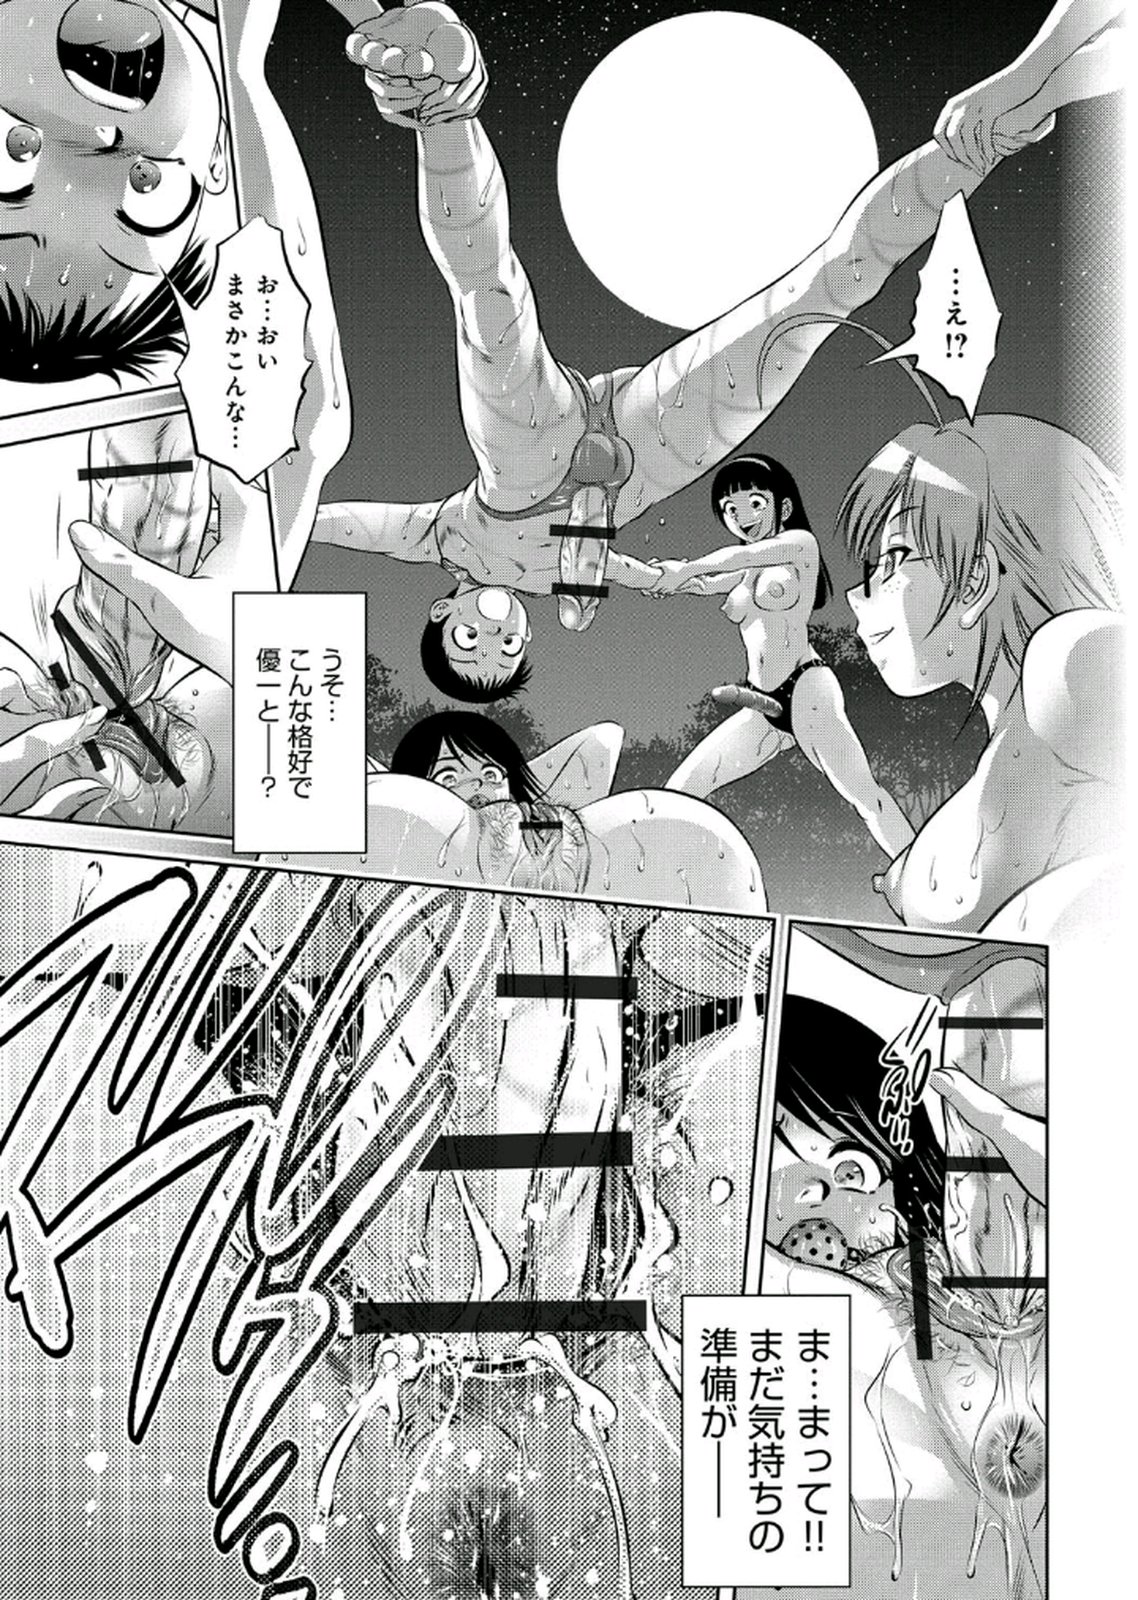 …え!?
お…おい
まさかこんな…
うそ…
こんな格好で
優一と――？
ま…まって!!
まだ気持ちの
準備が――